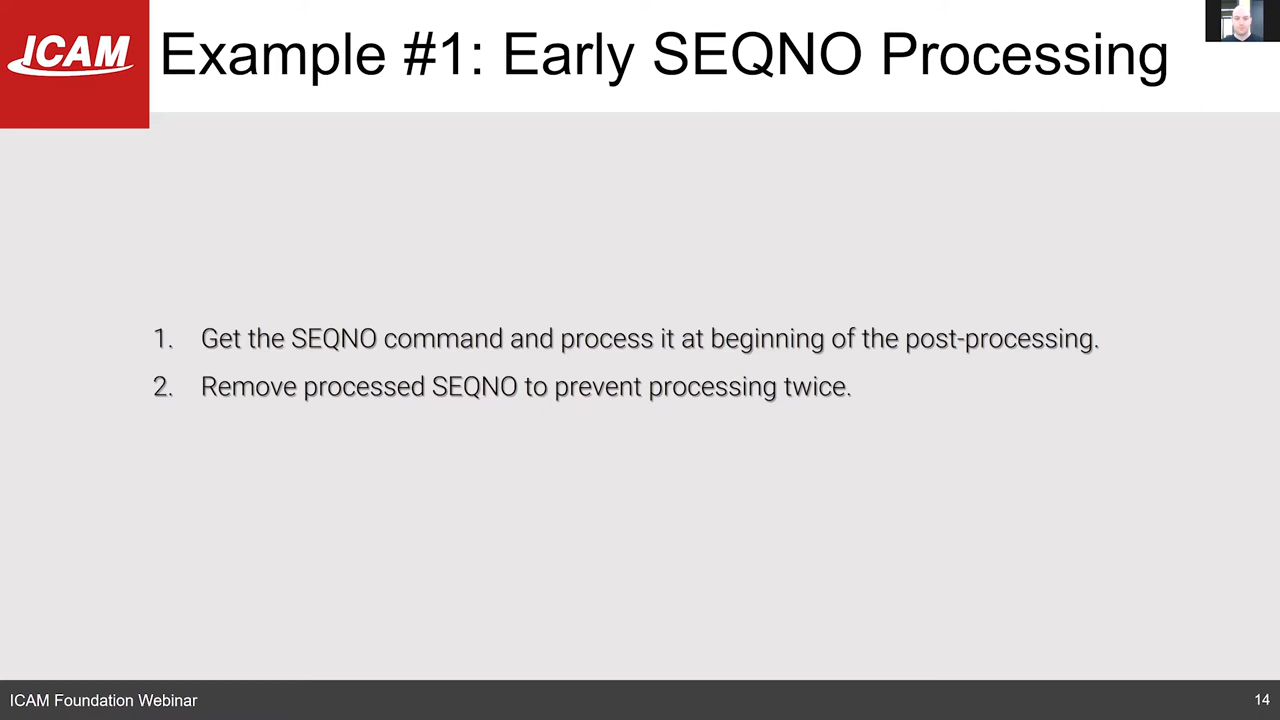 ICAM
Example #1: Early SEQNO Processing
1. Get the SEQNO command and process it at beginning of the post-processing.
2. Remove processed SEQNO to prevent processing twice.
ICAM Foundation Webinar
14